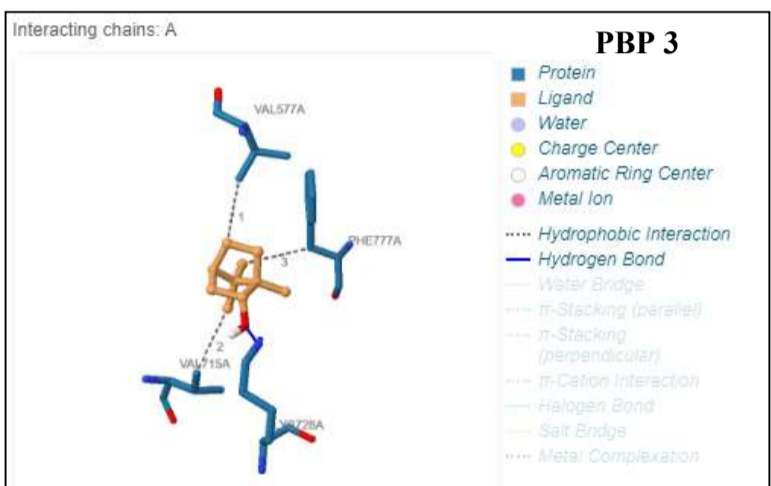 Interacting chains: A
PBP 3
Protein
Ligand
Water
Charge Center
Aromatic Ring Center
Metal Ion
Hydrophobic Interaction
Hydrogen Bond
Water Bridge
π-Stacking (parallel)
π-Stacking
(perpendicular)
π-Cation Interaction
Halogen Bond
Salt Bridge
Metal Complexation
VAL577A
1
PHE777A
3
2
VAL715A